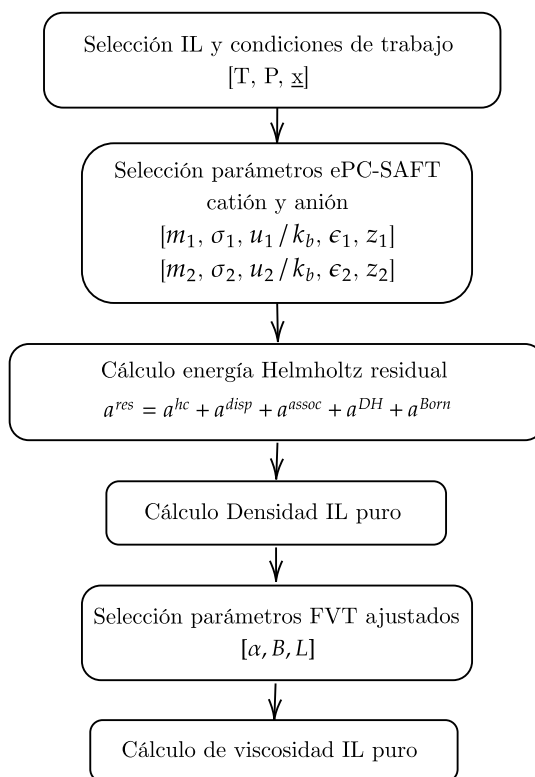 Selección IL y condiciones de trabajo
[T, P, x]
Selección parámetros ePC-SAFT
catión y anión
[m₁, σ₁, u₁/k_b, ϵ₁, z₁]
[m₂, σ₂, u₂/k_b, ϵ₂, z₂]
Cálculo energía Helmholtz residual
a^{res} = a^{hc} + a^{disp} + a^{assoc} + a^{DH} + a^{Born}
Cálculo Densidad IL puro
Selección parámetros FVT ajustados
[α, B, L]
Cálculo de viscosidad IL puro